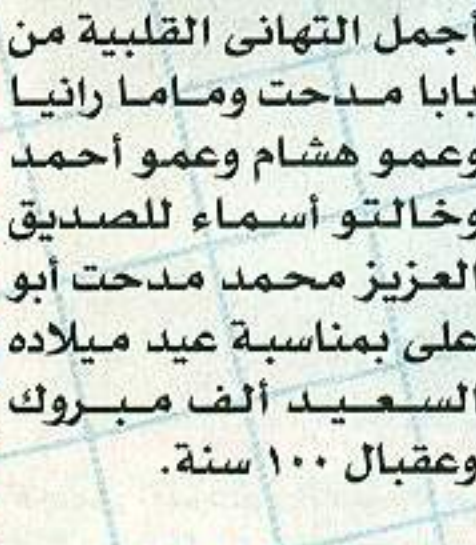 أجمل التهانى القلبية من
بابا مدحت وماما رانيا
وعمو هشام وعمو أحمد
وخالتو أسماء للصديق
العزيز محمد مدحت أبو
على بمناسبة عيد ميلاده
السعيد ألف مبروك
وعقبال ١٠٠ سنة.